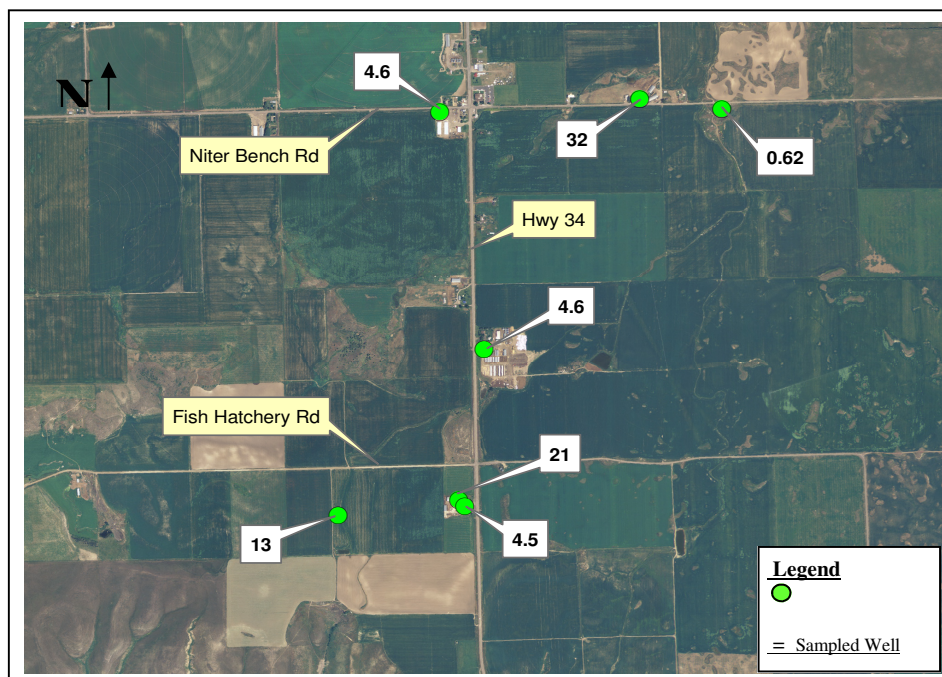 4.6
N
32
0.62
Niter Bench Rd
Hwy 34
4.6
Fish Hatchery Rd
21
13
4.5
Legend
= Sampled Well